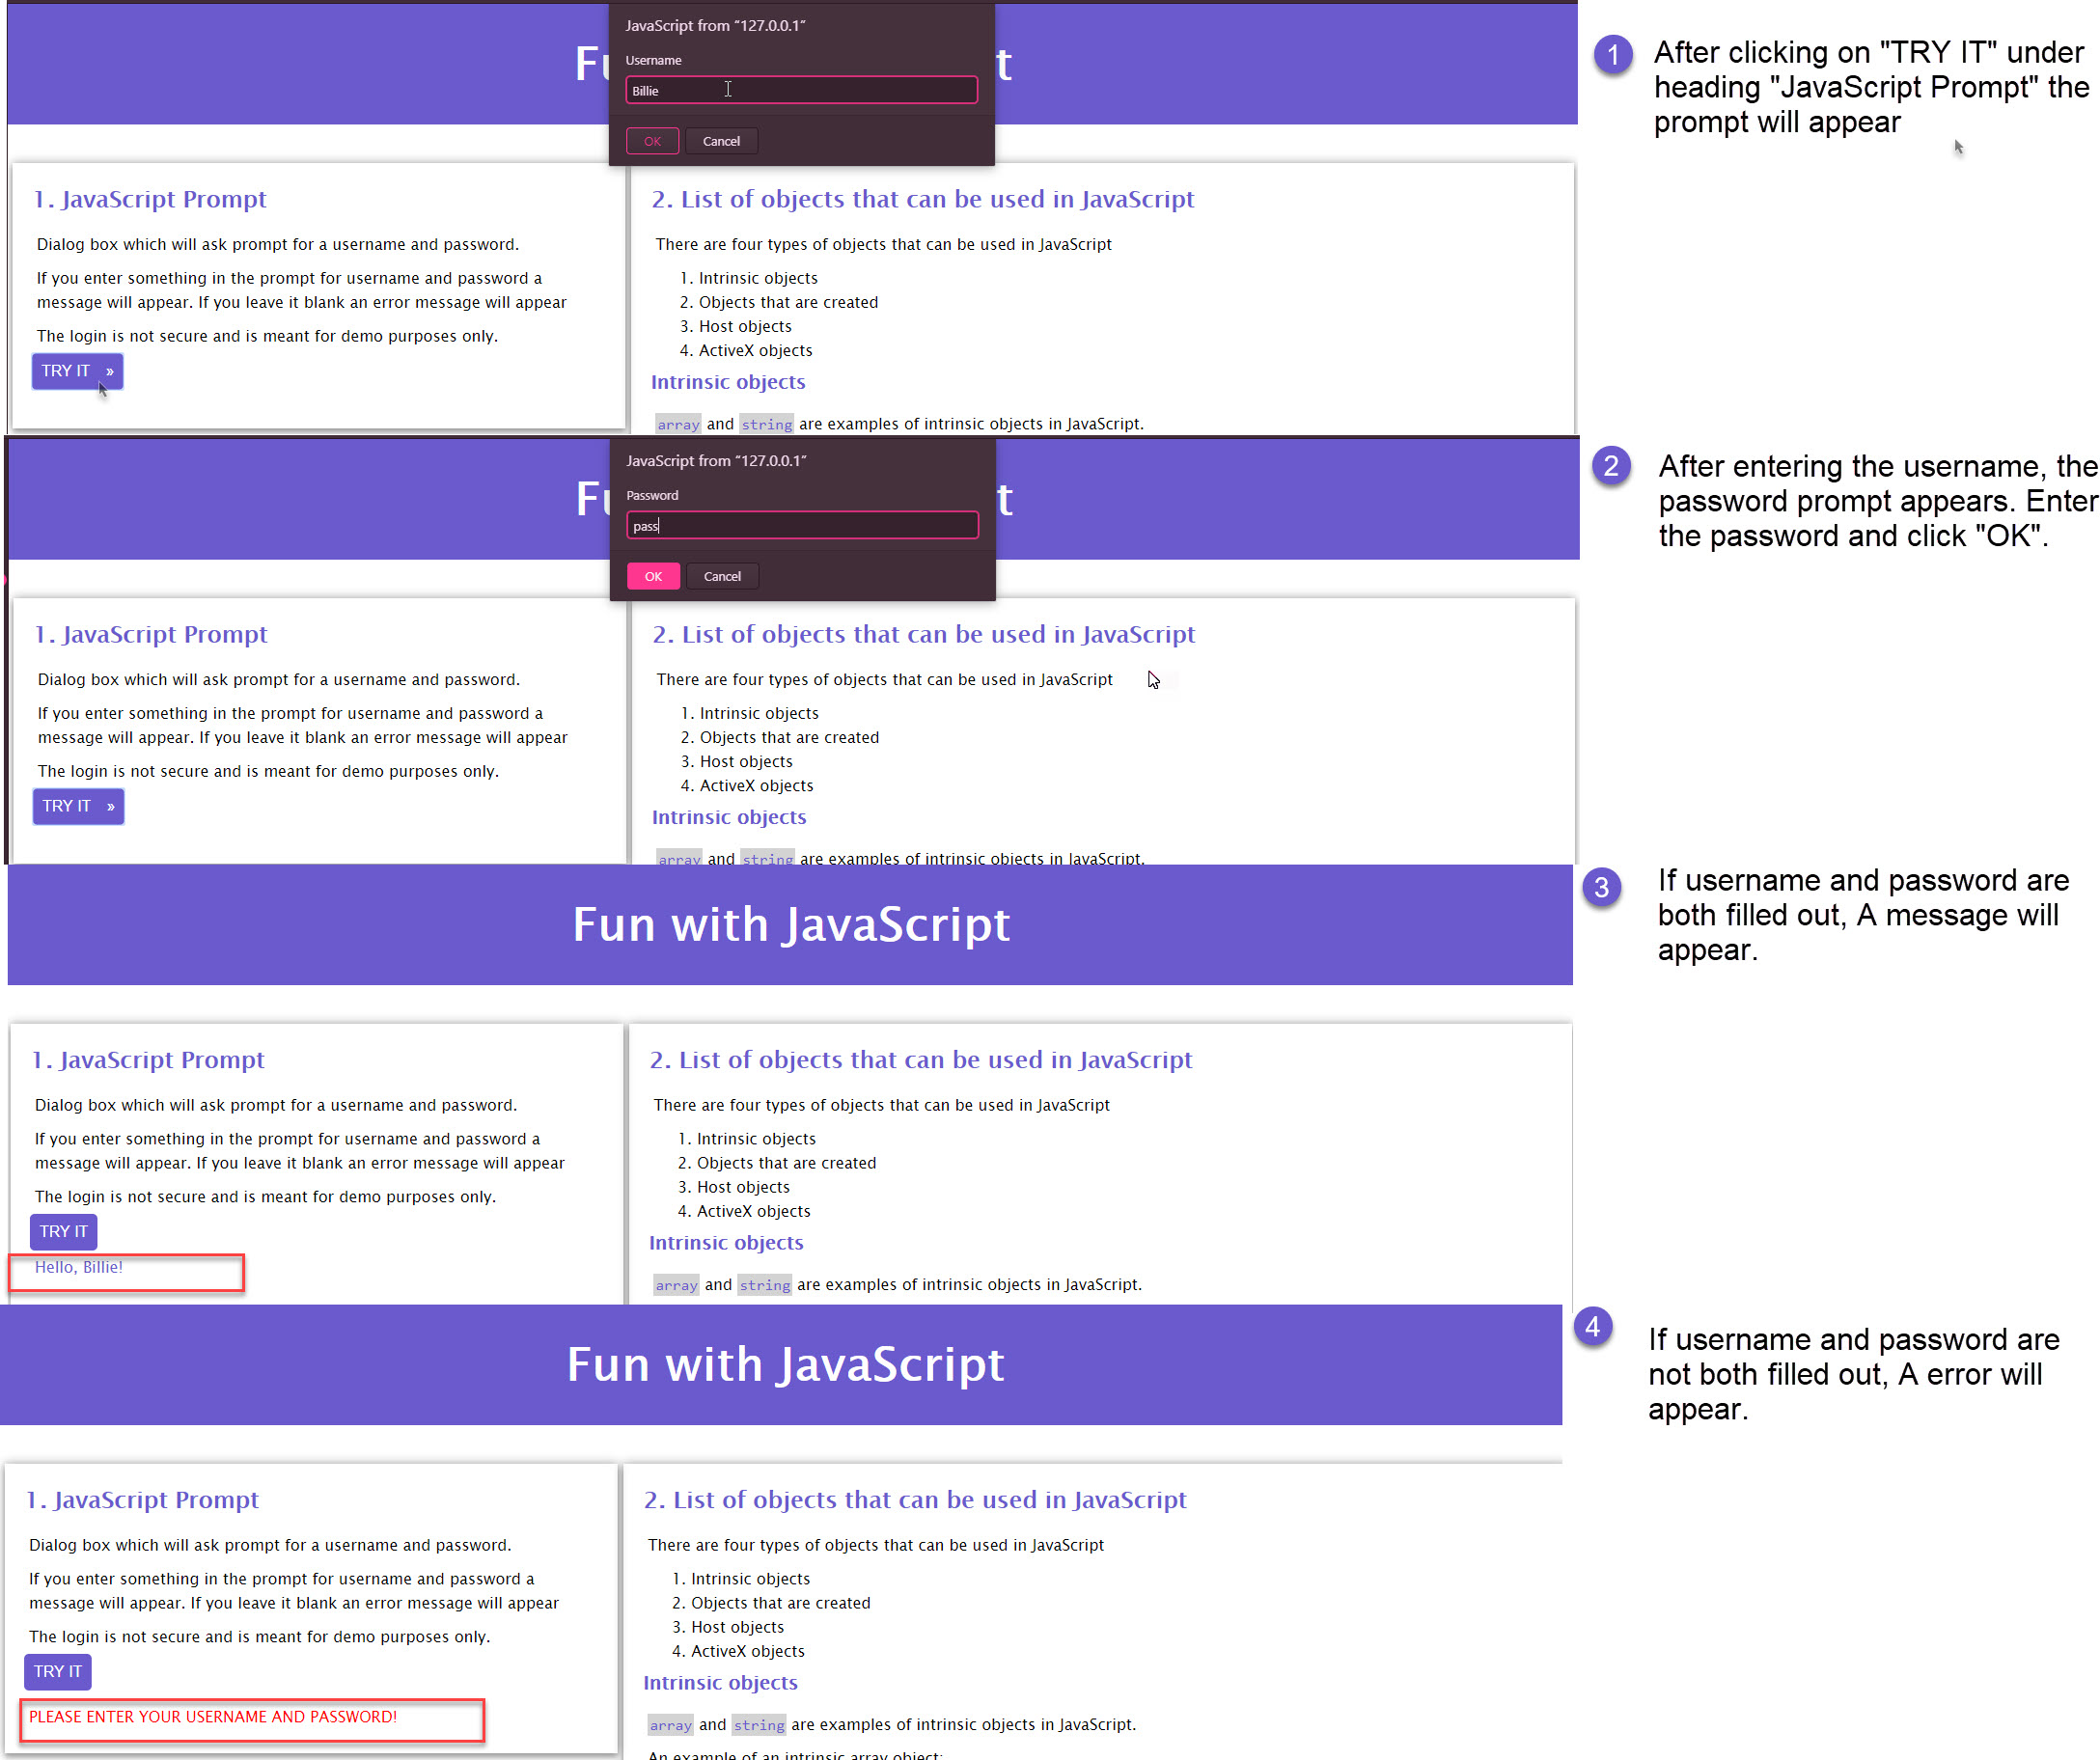 JavaScript from "127.0.0.1"
Username
Billie
OK Cancel
Fu t
1 After clicking on "TRY IT" under
heading "JavaScript Prompt" the
prompt will appear
1. JavaScript Prompt
Dialog box which will ask prompt for a username and password.
If you enter something in the prompt for username and password a
message will appear. If you leave it blank an error message will appear
The login is not secure and is meant for demo purposes only.
TRY IT »
2. List of objects that can be used in JavaScript
There are four types of objects that can be used in JavaScript
1. Intrinsic objects
2. Objects that are created
3. Host objects
4. ActiveX objects
Intrinsic objects
array and string are examples of intrinsic objects in JavaScript.
JavaScript from "127.0.0.1"
Password
pass
OK Cancel
Fu t
2 After entering the username, the
password prompt appears. Enter
the password and click "OK".
1. JavaScript Prompt
Dialog box which will ask prompt for a username and password.
If you enter something in the prompt for username and password a
message will appear. If you leave it blank an error message will appear
The login is not secure and is meant for demo purposes only.
TRY IT »
2. List of objects that can be used in JavaScript
There are four types of objects that can be used in JavaScript
1. Intrinsic objects
2. Objects that are created
3. Host objects
4. ActiveX objects
Intrinsic objects
array and string are examples of intrinsic objects in JavaScript.
Fun with JavaScript
3 If username and password are
both filled out, A message will
appear.
1. JavaScript Prompt
Dialog box which will ask prompt for a username and password.
If you enter something in the prompt for username and password a
message will appear. If you leave it blank an error message will appear
The login is not secure and is meant for demo purposes only.
TRY IT
Hello, Billie!
2. List of objects that can be used in JavaScript
There are four types of objects that can be used in JavaScript
1. Intrinsic objects
2. Objects that are created
3. Host objects
4. ActiveX objects
Intrinsic objects
array and string are examples of intrinsic objects in JavaScript.
Fun with JavaScript
4 If username and password are
not both filled out, A error will
appear.
1. JavaScript Prompt
Dialog box which will ask prompt for a username and password.
If you enter something in the prompt for username and password a
message will appear. If you leave it blank an error message will appear
The login is not secure and is meant for demo purposes only.
TRY IT
PLEASE ENTER YOUR USERNAME AND PASSWORD!
2. List of objects that can be used in JavaScript
There are four types of objects that can be used in JavaScript
1. Intrinsic objects
2. Objects that are created
3. Host objects
4. ActiveX objects
Intrinsic objects
array and string are examples of intrinsic objects in JavaScript.
An example of an intrinsic array object: